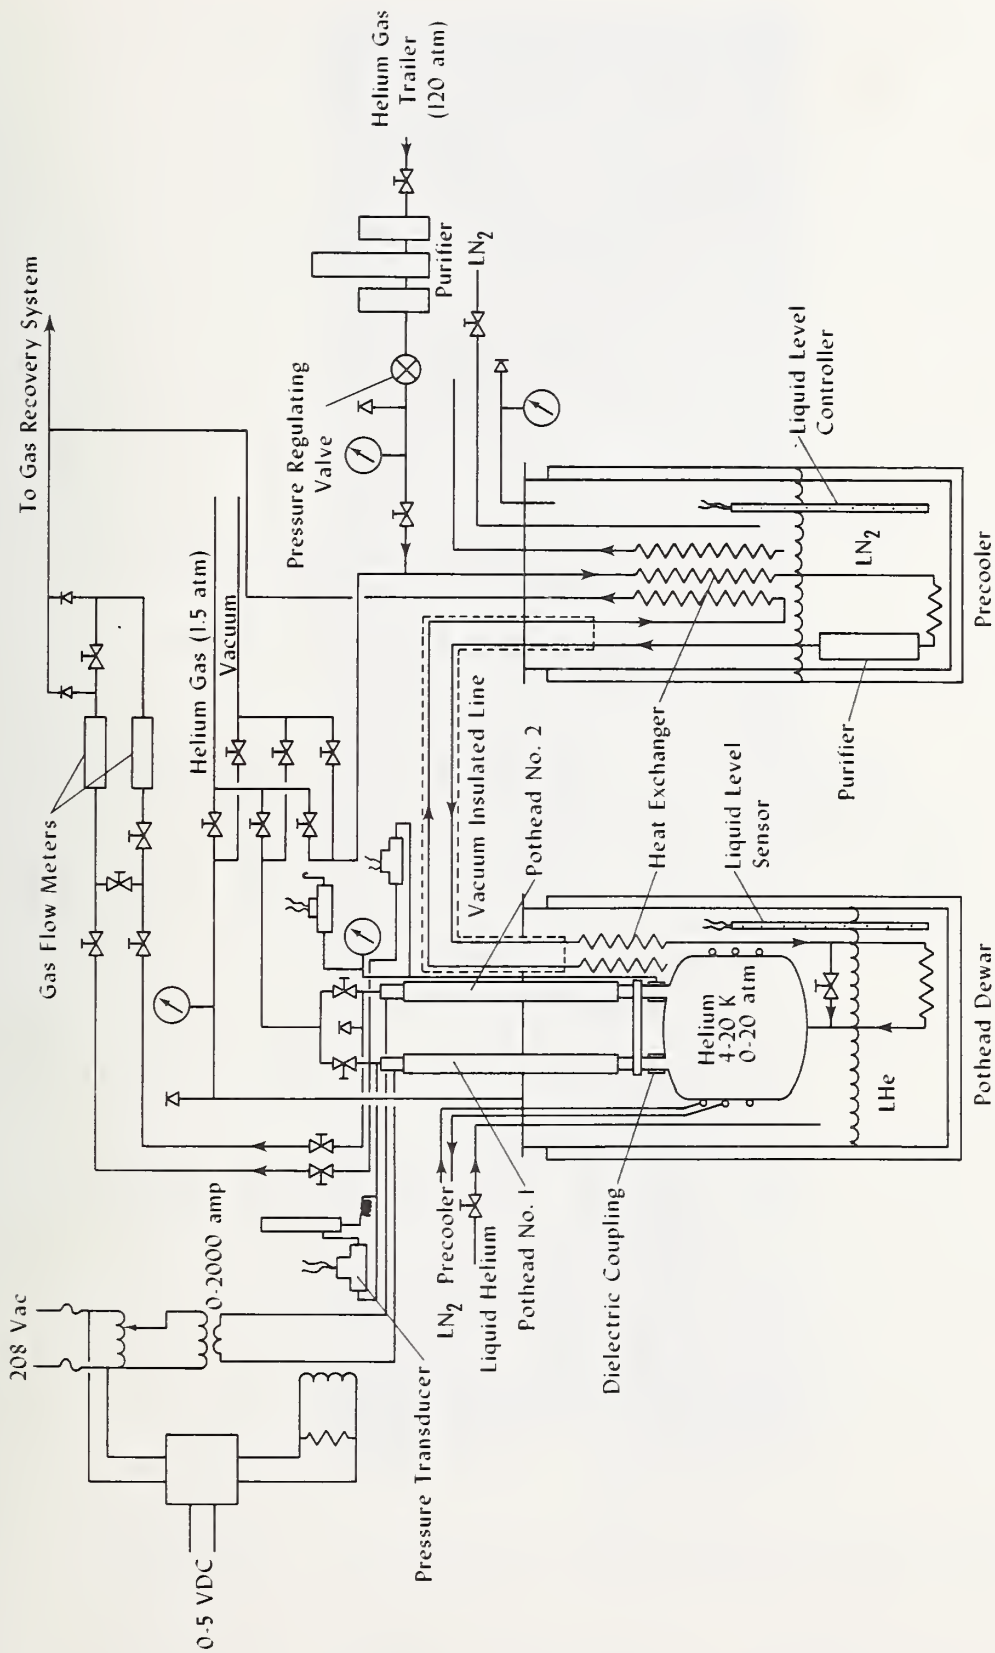 208 Vac
0-5 VDC
0-2000 amp
Pressure Transducer
Gas Flow Meters
To Gas Recovery System
Helium Gas (1.5 atm)
Vacuum
Helium Gas
Trailer
(120 atm)
Purifier
Pressure Regulating
Valve
LN2
Vacuum Insulated Line
Pothead No. 2
Heat Exchanger
Liquid Level
Sensor
Liquid Level
Controller
LN2
Purifier
Precooler
LN2 Precooler
Liquid Helium
Pothead No. 1
Dielectric Coupling
Helium
4-20 K
0-20 atm
LHe
Pothead Dewar